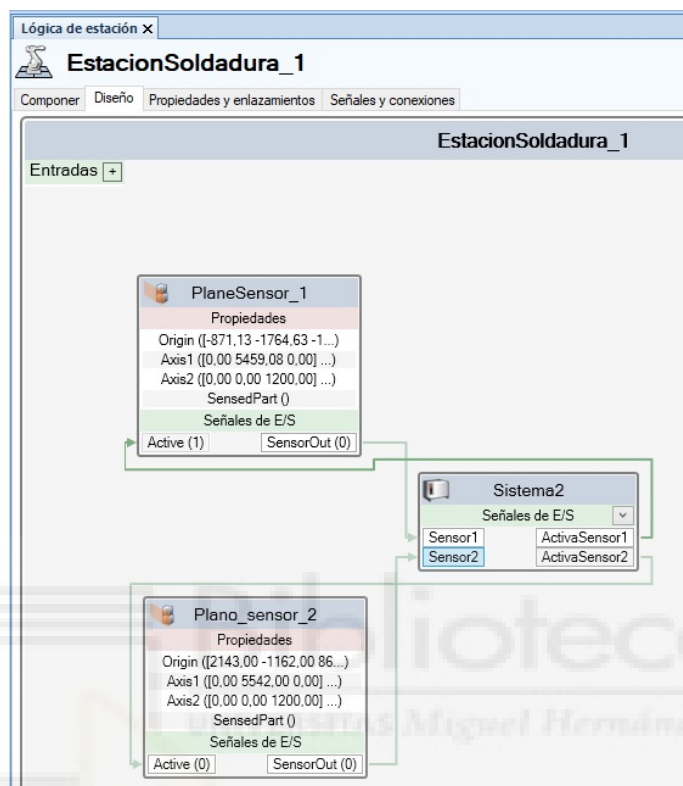 Lógica de estación X
EstacionSoldadura_1
Componer Diseño Propiedades y enlazamientos Señales y conexiones
EstacionSoldadura_1
Entradas +
PlaneSensor_1
Propiedades
Origin ([-871,13 -1764,63 -1...)
Axis1 ([0,00 5459,08 0,00] ...)
Axis2 ([0,00 0,00 1200,00] ...)
SensedPart ()
Señales de E/S
Active (1) SensorOut (0)
Sistema2
Señales de E/S
Sensor1 ActivaSensor1
Sensor2 ActivaSensor2
Plano_sensor_2
Propiedades
Origin ([2143,00 -1162,00 86...)
Axis1 ([0,00 5542,00 0,00] ...)
Axis2 ([0,00 0,00 1200,00] ...)
SensedPart ()
Señales de E/S
Active (0) SensorOut (0)
Biblioteca
UNIVERSITAS Miguel Hernánd